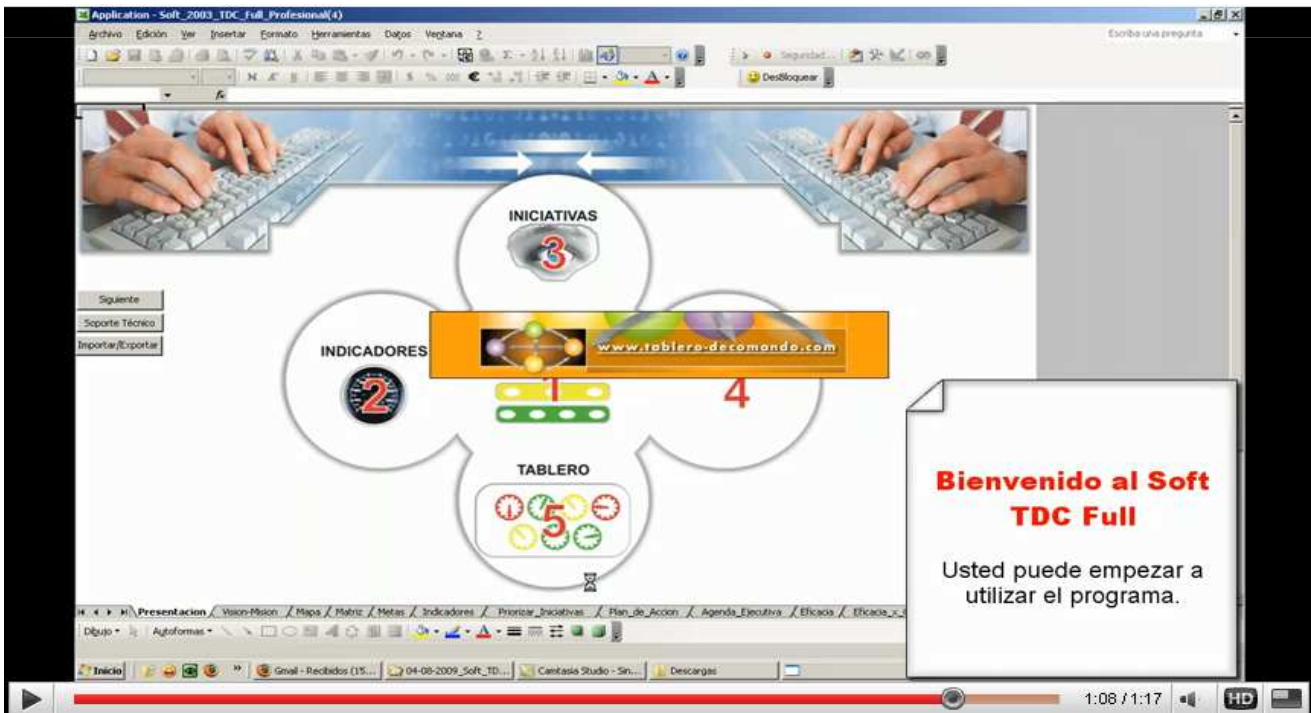 Application - Soft_2003_TDC_Full_Profesional(4)
Archivo Edición Ver Insertar Formato Herramientas Datos Ventana ?
Escriba una pregunta
Seguridad...
N K S
DesBloquear
fx
INICIATIVAS
3
Siguiente
Soporte Técnico
Importar/Exportar
INDICADORES
2
www.tablero-decomando.com
1
4
TABLERO
5
Bienvenido al Soft
TDC Full
Usted puede empezar a
utilizar el programa.
Presentacion / Vision-Mision / Mapa / Matriz / Metas / Indicadores / Priorizar_Iniciativas / Plan_de_Accion / Agenda_Ejecutiva / Eficacia / Eficacia_x_
Dibujo Autoformas
Inicio
Gmail - Recibidos (15...
04-08-2009_Soft_TD...
Camtasia Studio - Sin...
Descargas
1:08 / 1:17
HD